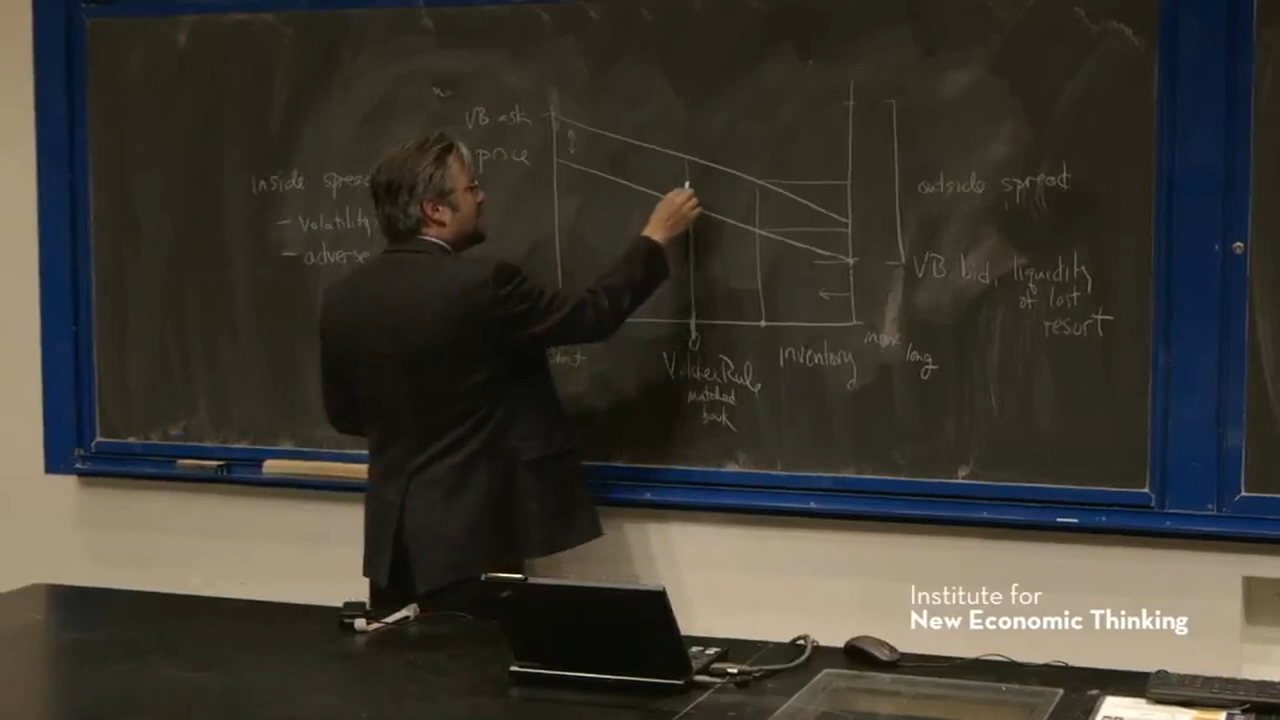 VB ask
price
Inside sprea
- Volatility
- adverse
outside spread
VB bid, liquidity
of last
resort
max
long
Inventory
Volcker Rule
matched
book
Institute for
New Economic Thinking